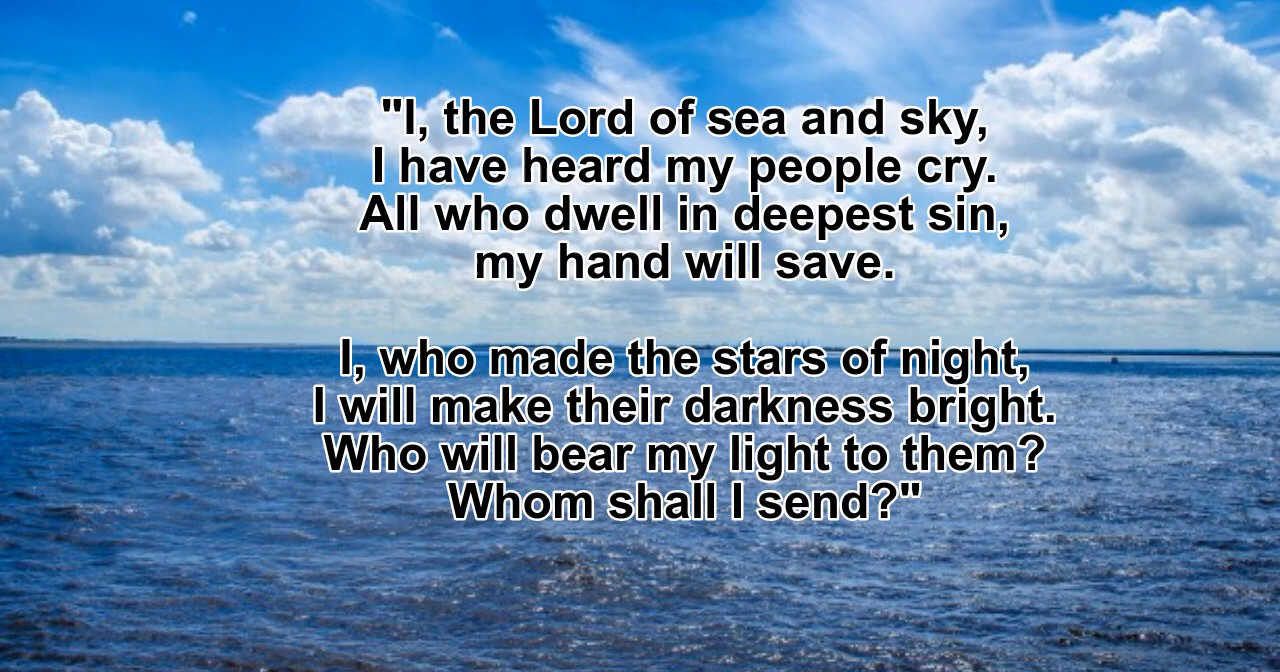 "I, the Lord of sea and sky,
I have heard my people cry.
All who dwell in deepest sin,
my hand will save.
I, who made the stars of night,
I will make their darkness bright.
Who will bear my light to them?
Whom shall I send?"